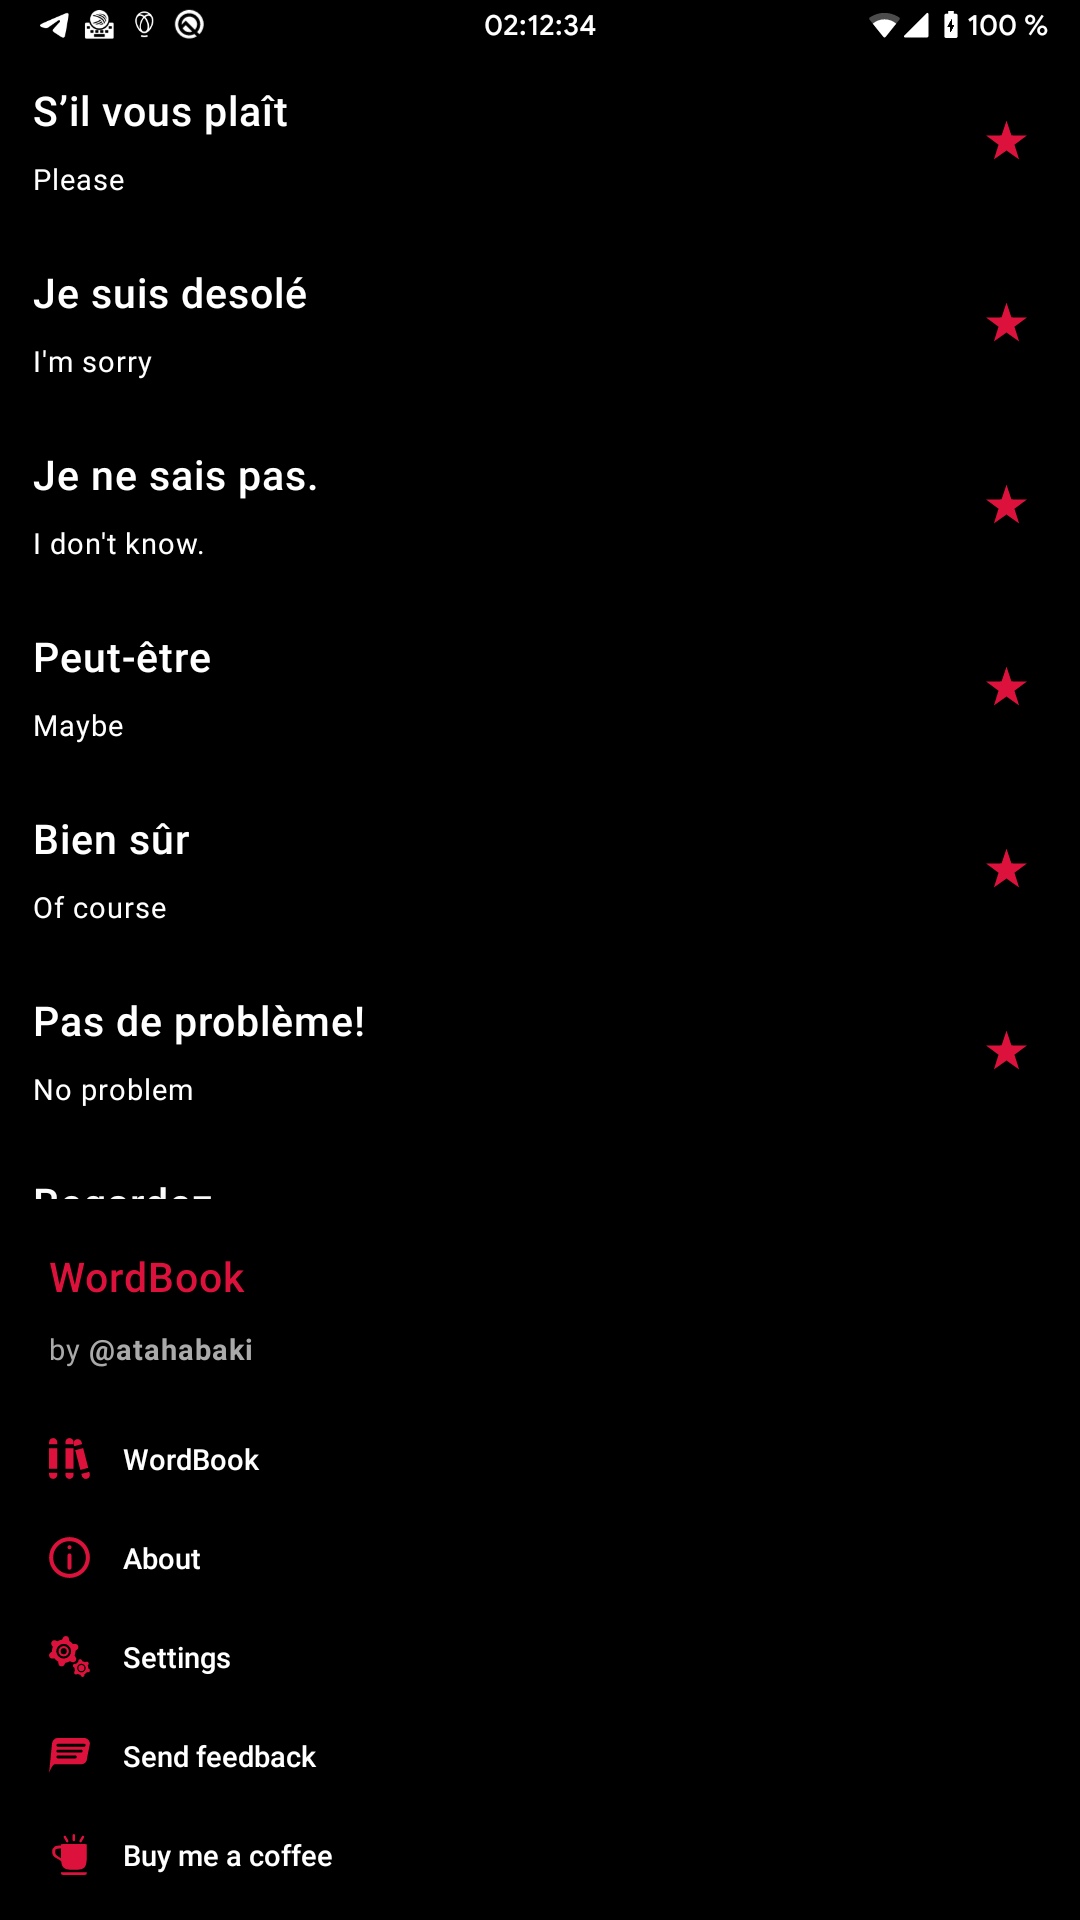 02:12:34
100 %
S’il vous plaît
Please
Je suis desolé
I'm sorry
Je ne sais pas.
I don't know.
Peut-être
Maybe
Bien sûr
Of course
Pas de problème!
No problem
Regardez
WordBook
by @atahabaki
WordBook
About
Settings
Send feedback
Buy me a coffee